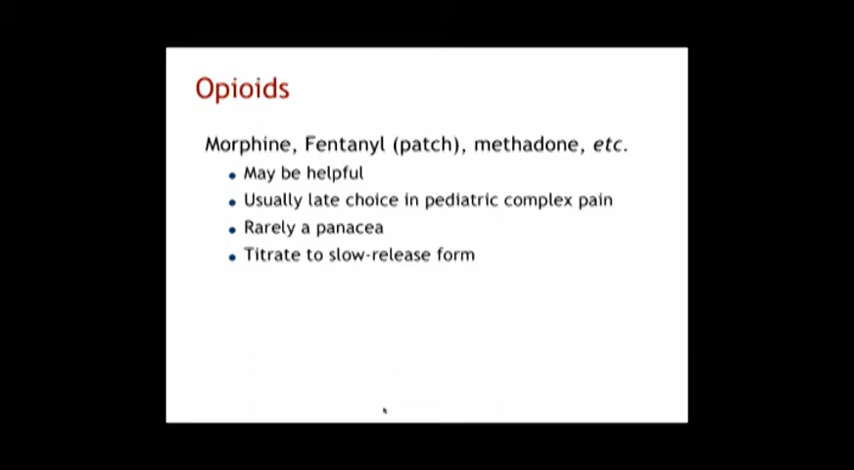 Opioids
Morphine, Fentanyl (patch), methadone, etc.
• May be helpful
• Usually late choice in pediatric complex pain
• Rarely a panacea
• Titrate to slow-release form